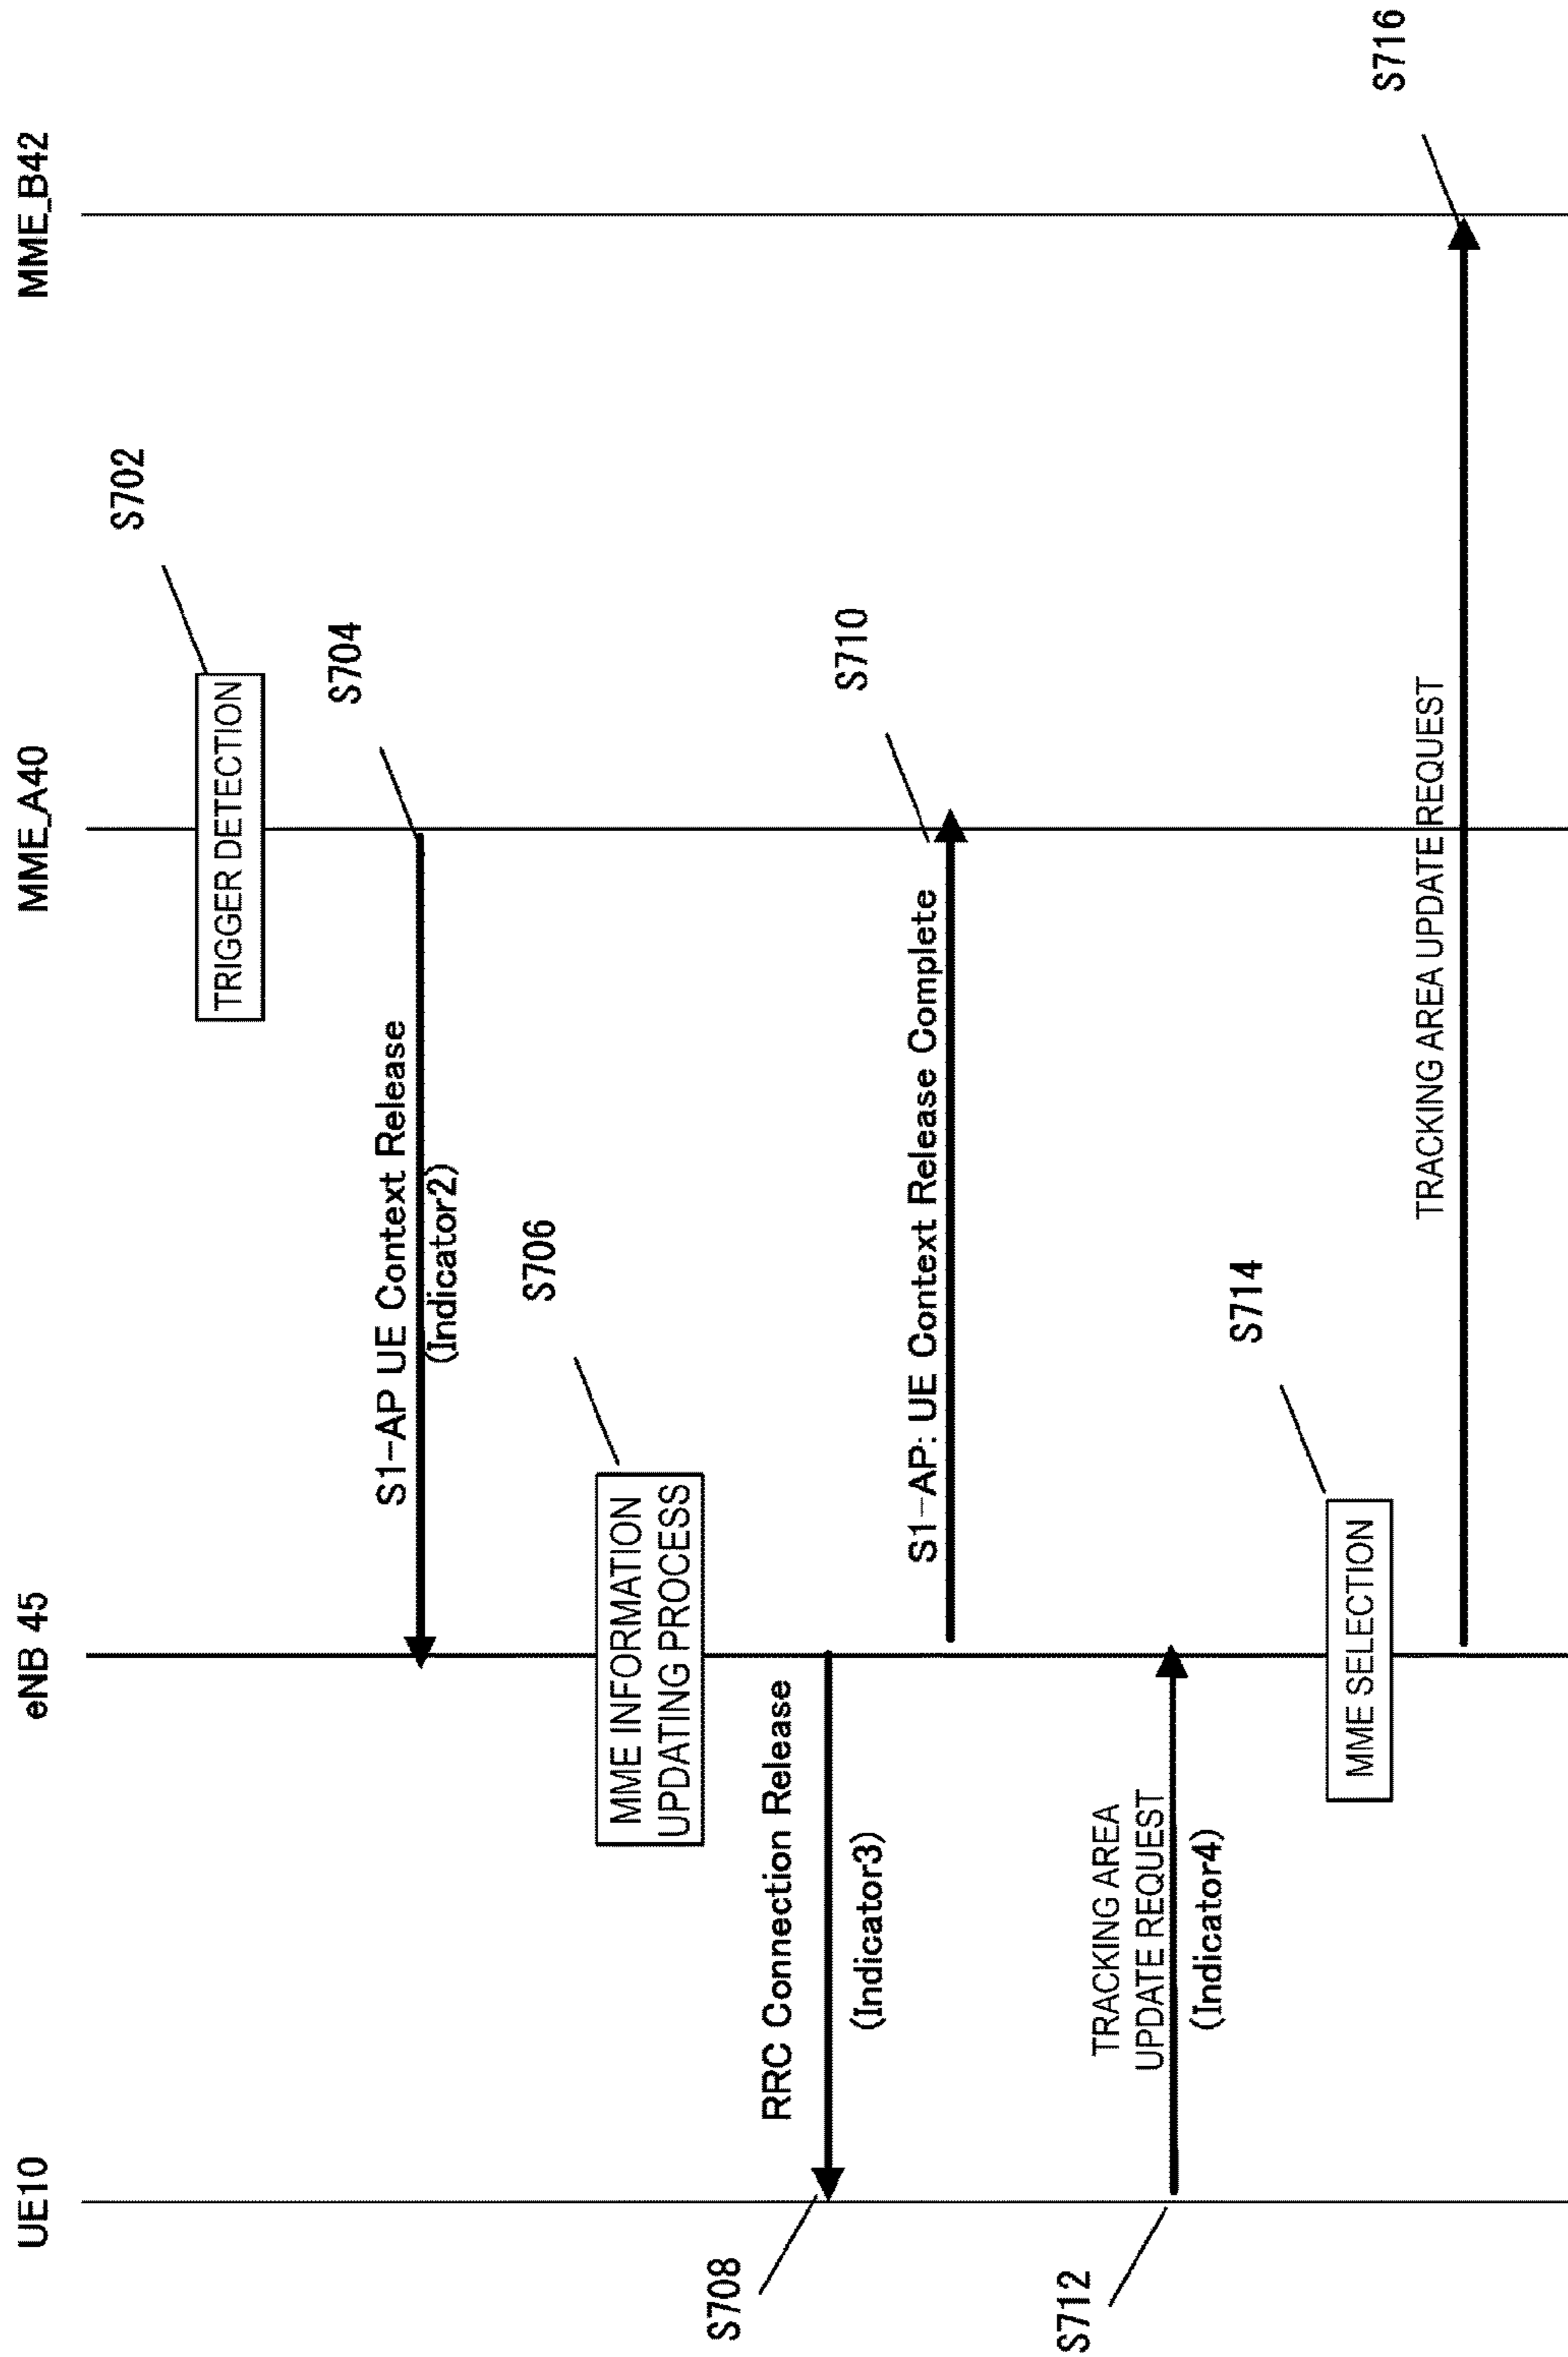 UE10
eNB 45
MME_A40
MME_B42
TRIGGER DETECTION
S702
S1-AP UE Context Release
(Indicator2)
S704
MME INFORMATION
UPDATING PROCESS
S706
RRC Connection Release
(Indicator3)
S708
S1-AP: UE Context Release Complete
S710
TRACKING AREA
UPDATE REQUEST
(Indicator4)
S712
MME SELECTION
S714
TRACKING AREA UPDATE REQUEST
S716